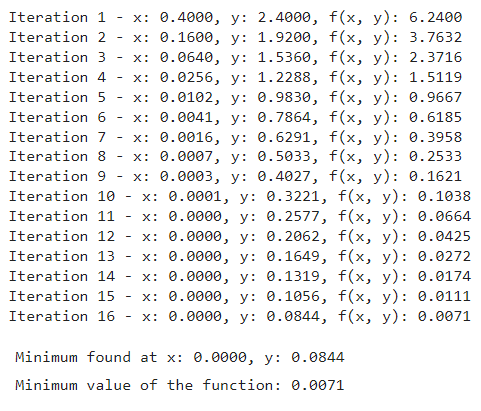 Iteration 1 - x: 0.4000, y: 2.4000, f(x, y): 6.2400
Iteration 2 - x: 0.1600, y: 1.9200, f(x, y): 3.7632
Iteration 3 - x: 0.0640, y: 1.5360, f(x, y): 2.3716
Iteration 4 - x: 0.0256, y: 1.2288, f(x, y): 1.5119
Iteration 5 - x: 0.0102, y: 0.9830, f(x, y): 0.9667
Iteration 6 - x: 0.0041, y: 0.7864, f(x, y): 0.6185
Iteration 7 - x: 0.0016, y: 0.6291, f(x, y): 0.3958
Iteration 8 - x: 0.0007, y: 0.5033, f(x, y): 0.2533
Iteration 9 - x: 0.0003, y: 0.4027, f(x, y): 0.1621
Iteration 10 - x: 0.0001, y: 0.3221, f(x, y): 0.1038
Iteration 11 - x: 0.0000, y: 0.2577, f(x, y): 0.0664
Iteration 12 - x: 0.0000, y: 0.2062, f(x, y): 0.0425
Iteration 13 - x: 0.0000, y: 0.1649, f(x, y): 0.0272
Iteration 14 - x: 0.0000, y: 0.1319, f(x, y): 0.0174
Iteration 15 - x: 0.0000, y: 0.1056, f(x, y): 0.0111
Iteration 16 - x: 0.0000, y: 0.0844, f(x, y): 0.0071
Minimum found at x: 0.0000, y: 0.0844
Minimum value of the function: 0.0071